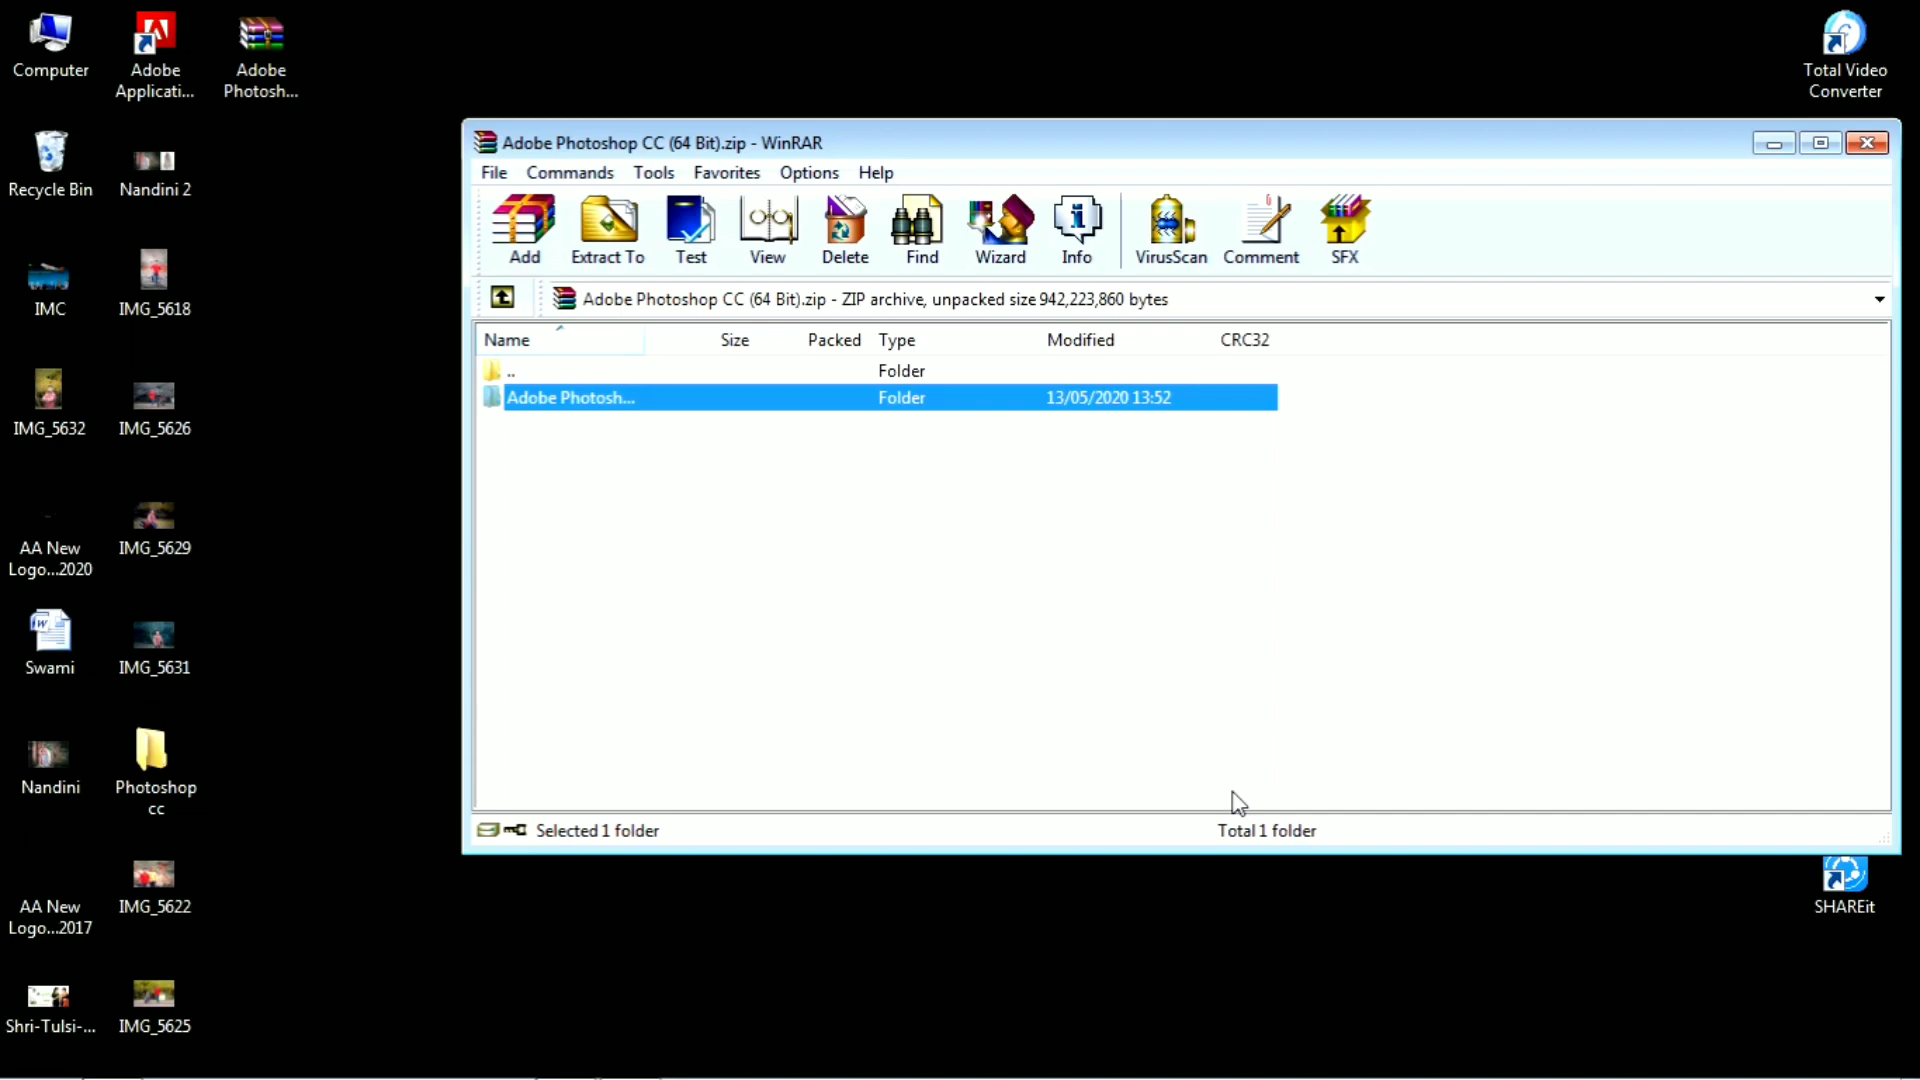 Computer
Adobe
Applicati...
Adobe
Photosh...
Total Video
Converter
Recycle Bin
Nandini 2
IMC
IMG_5618
IMG_5632
IMG_5626
AA New
Logo...2020
IMG_5629
Swami
IMG_5631
Nandini
Photoshop
cc
AA New
Logo...2017
IMG_5622
Shri-Tulsi-...
IMG_5625
SHAREit
Adobe Photoshop CC (64 Bit).zip - WinRAR
File Commands Tools Favorites Options Help
Add Extract To Test View Delete Find Wizard Info VirusScan Comment SFX
Adobe Photoshop CC (64 Bit).zip - ZIP archive, unpacked size 942,223,860 bytes
Name Size Packed Type Modified CRC32
.. Folder
Adobe Photosh... Folder 13/05/2020 13:52
Selected 1 folder Total 1 folder